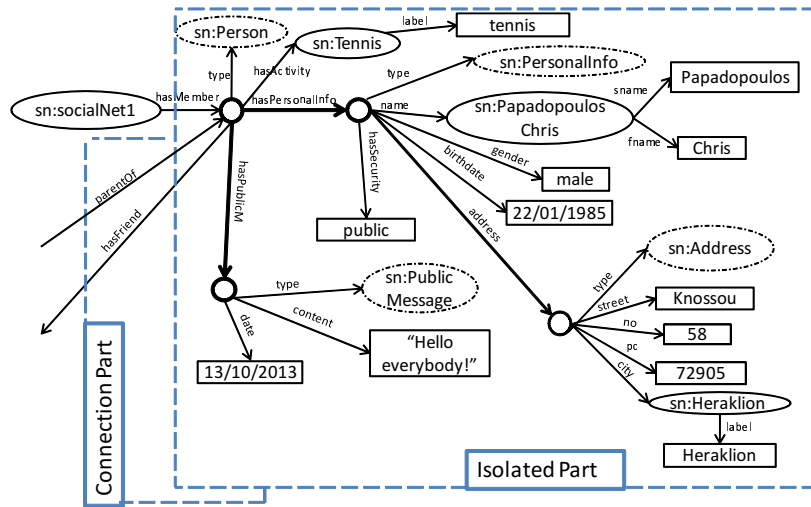 label
tennis
sn:Person
sn:Tennis
type
hasActivity
type
sn:PersonalInfo
sname
Papadopoulos
sn:socialNet1
hasMember
hasPersonalInfo
name
sn:Papadopoulos
Chris
fname
Chris
gender
male
birthdate
22/01/1985
hasSecurity
public
parentOf
hasFriend
hasPublicM
address
type
sn:Address
street
Knossou
no
58
pc
72905
city
sn:Heraklion
label
Heraklion
type
sn:Public
Message
content
"Hello
everybody!"
date
13/10/2013
Connection Part
Isolated Part